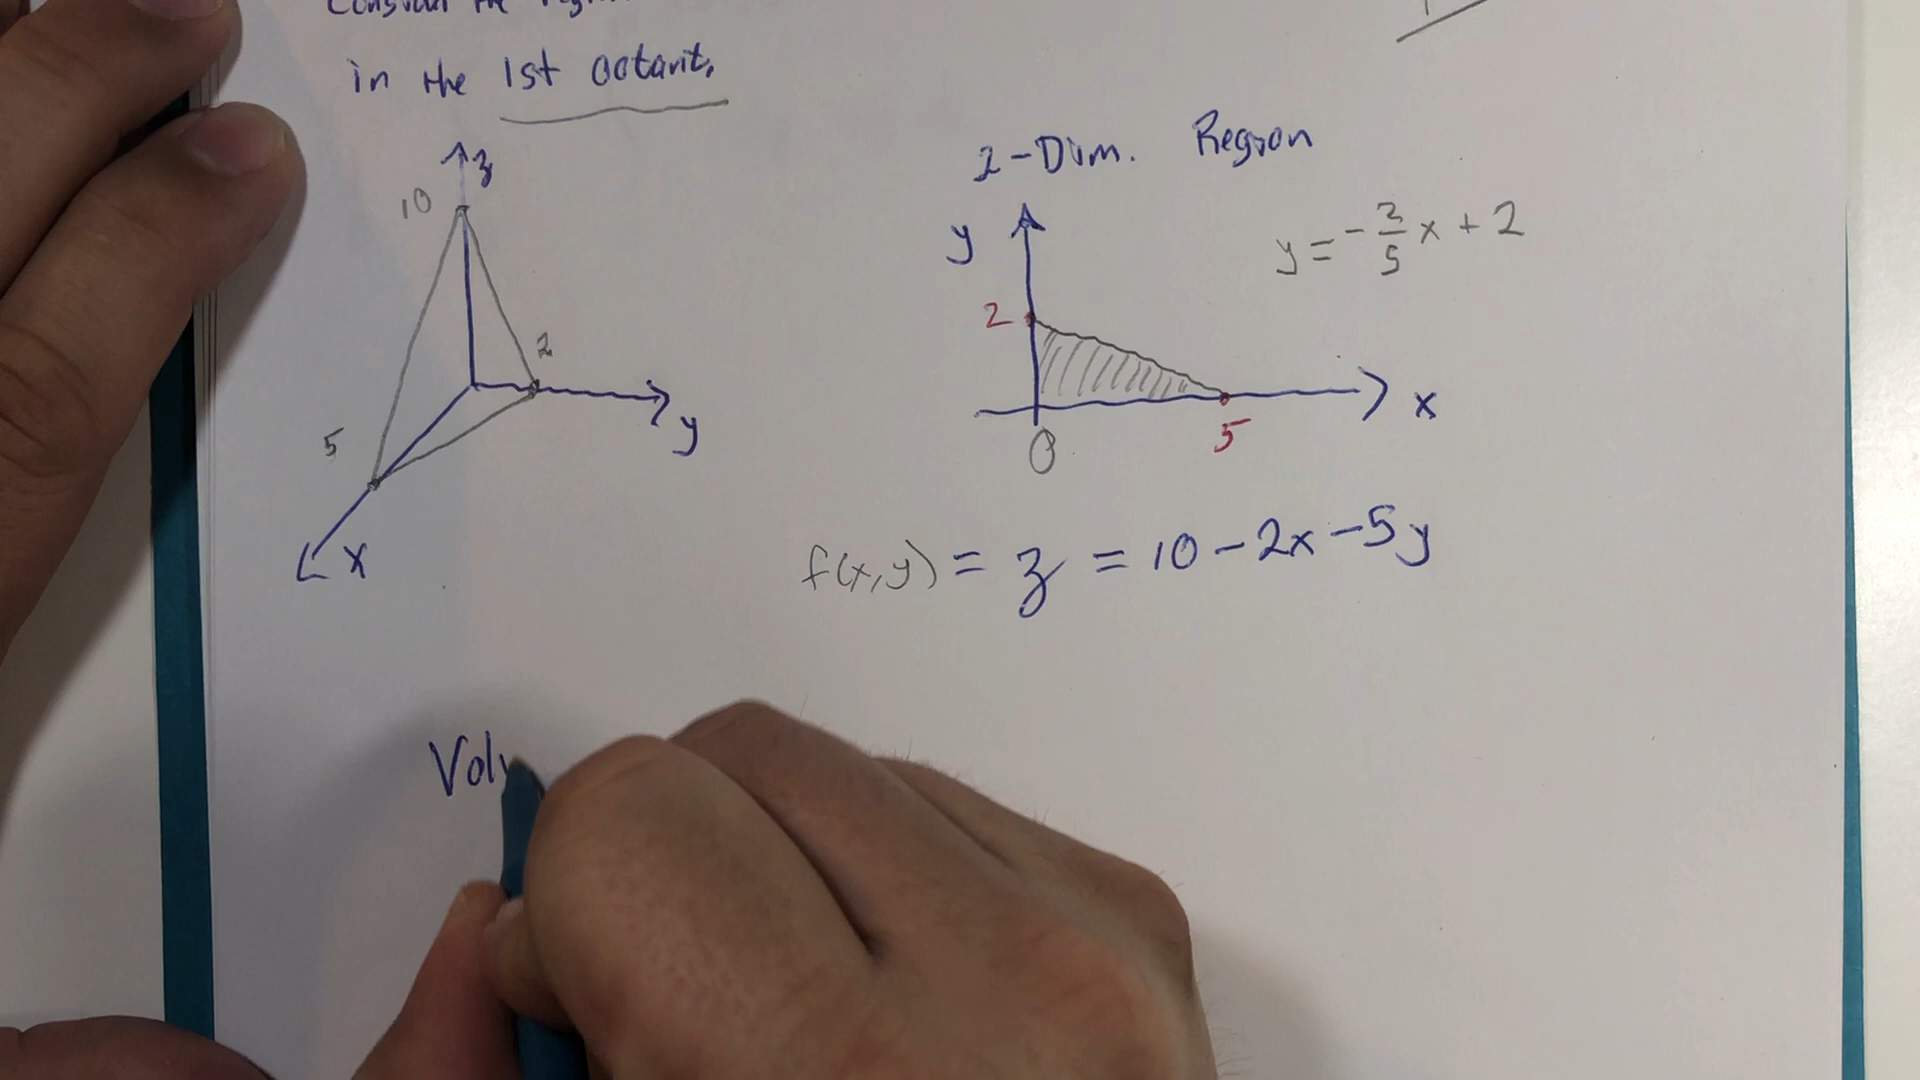 in the 1st octant.
z
10
2
y
5
x
2-Dim. Region
y = -2/5 x + 2
y
2
0
5
x
f(x,y) = z = 10 - 2x - 5y
Volu